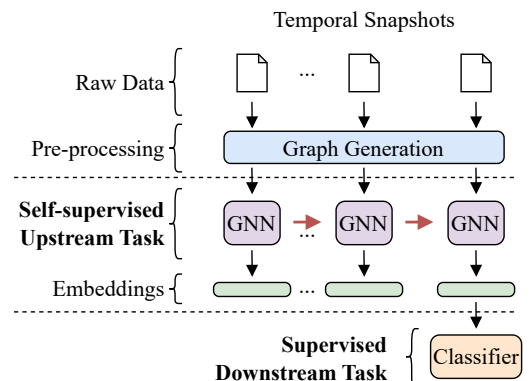 Temporal Snapshots
Raw Data
...
Pre-processing
Graph Generation
Self-supervised
Upstream Task
GNN
...
GNN
GNN
Embeddings
...
Supervised
Downstream Task
Classifier